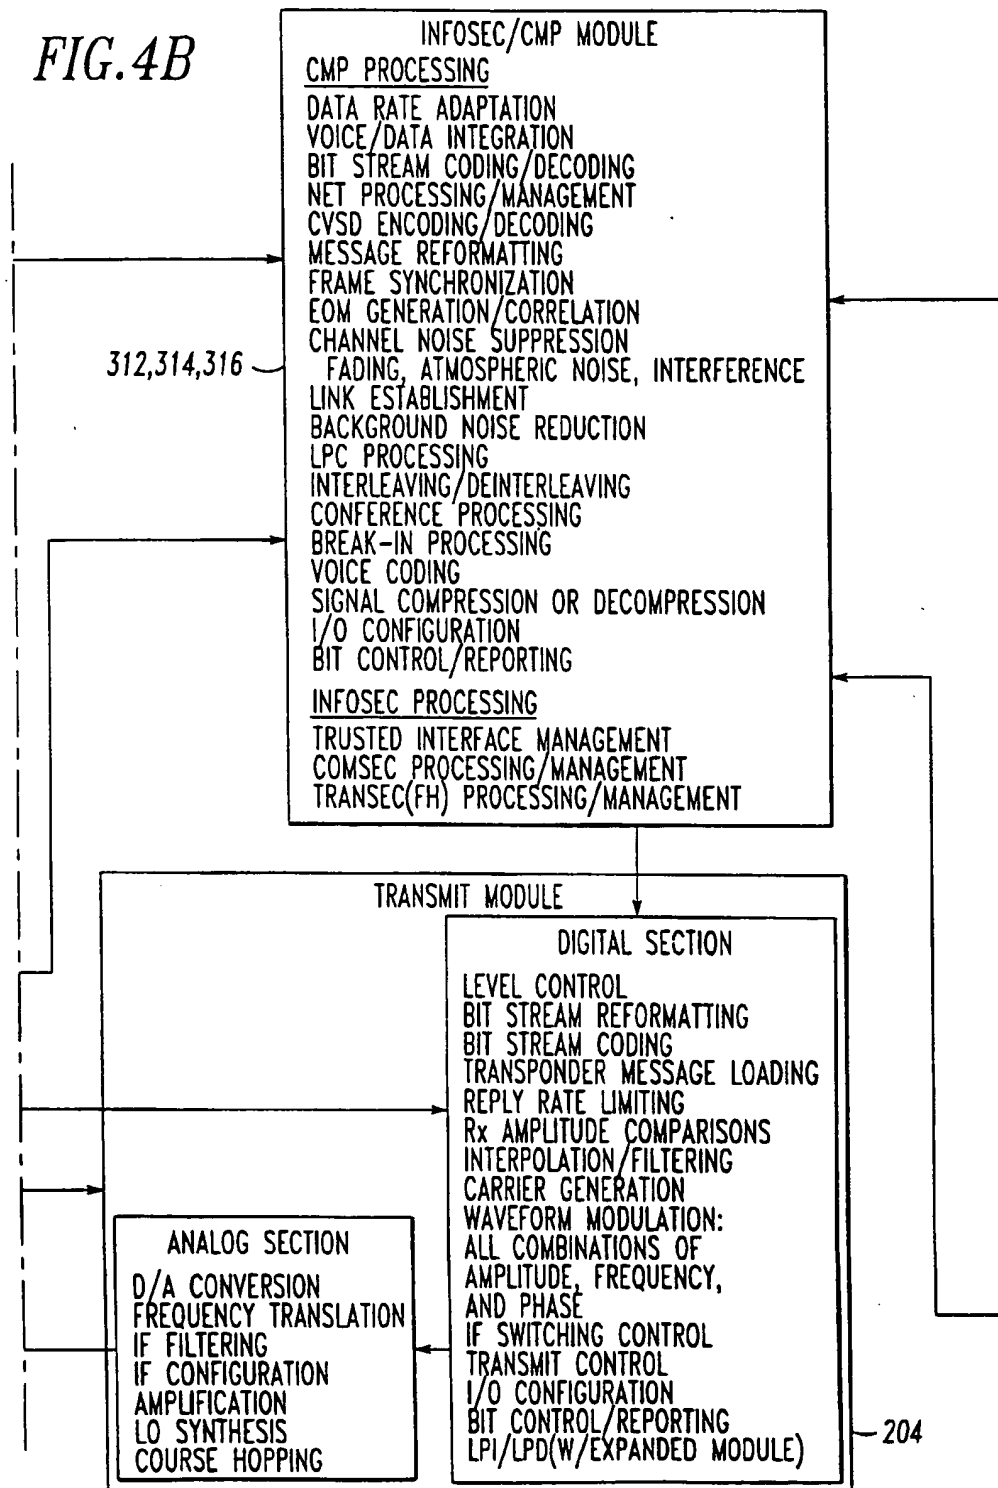 FIG.4B
INFOSEC/CMP MODULE
CMP PROCESSING
DATA RATE ADAPTATION
VOICE/DATA INTEGRATION
BIT STREAM CODING/DECODING
NET PROCESSING/MANAGEMENT
CVSD ENCODING/DECODING
MESSAGE REFORMATTING
FRAME SYNCHRONIZATION
EOM GENERATION/CORRELATION
CHANNEL NOISE SUPPRESSION
FADING, ATMOSPHERIC NOISE, INTERFERENCE
LINK ESTABLISHMENT
BACKGROUND NOISE REDUCTION
LPC PROCESSING
INTERLEAVING/DEINTERLEAVING
CONFERENCE PROCESSING
BREAK-IN PROCESSING
VOICE CODING
SIGNAL COMPRESSION OR DECOMPRESSION
I/O CONFIGURATION
BIT CONTROL/REPORTING
INFOSEC PROCESSING
TRUSTED INTERFACE MANAGEMENT
COMSEC PROCESSING/MANAGEMENT
TRANSEC(FH) PROCESSING/MANAGEMENT
312,314,316
TRANSMIT MODULE
DIGITAL SECTION
LEVEL CONTROL
BIT STREAM REFORMATTING
BIT STREAM CODING
TRANSPONDER MESSAGE LOADING
REPLY RATE LIMITING
Rx AMPLITUDE COMPARISONS
INTERPOLATION/FILTERING
CARRIER GENERATION
WAVEFORM MODULATION:
ALL COMBINATIONS OF
AMPLITUDE, FREQUENCY,
AND PHASE
IF SWITCHING CONTROL
TRANSMIT CONTROL
I/O CONFIGURATION
BIT CONTROL/REPORTING
LPI/LPD(W/EXPANDED MODULE)
ANALOG SECTION
D/A CONVERSION
FREQUENCY TRANSLATION
IF FILTERING
IF CONFIGURATION
AMPLIFICATION
LO SYNTHESIS
COURSE HOPPING
204